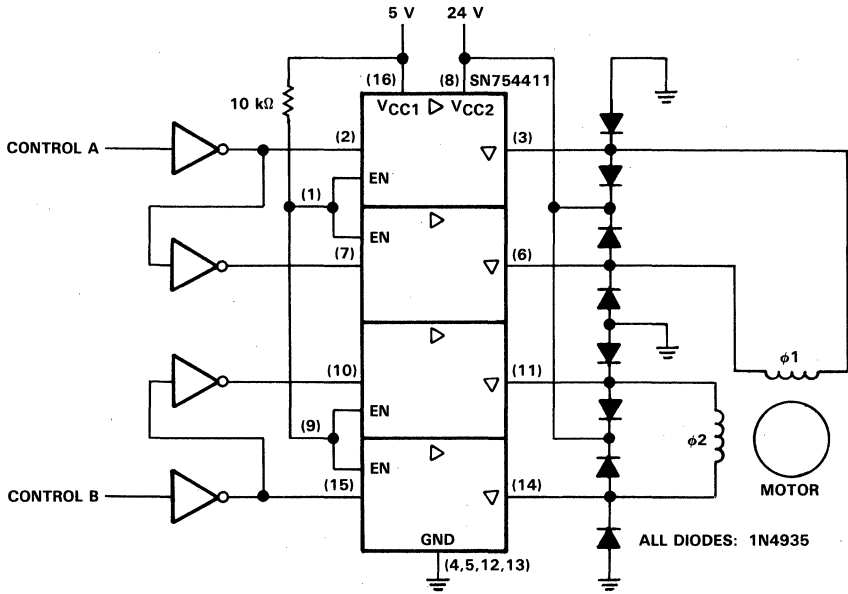 5 V
24 V
(16)
(8)
SN754411
10 kΩ
VCC1
VCC2
CONTROL A
(2)
(3)
EN
(1)
EN
(7)
(6)
(10)
(11)
φ1
EN
(9)
φ2
EN
MOTOR
CONTROL B
(15)
(14)
GND
ALL DIODES: 1N4935
(4,5,12,13)